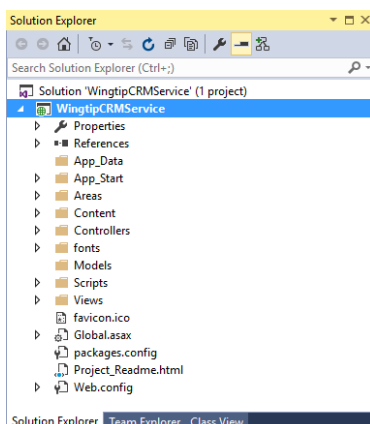 Solution Explorer
Search Solution Explorer (Ctrl+;)
Solution 'WingtipCRMService' (1 project)
WingtipCRMService
Properties
References
App_Data
App_Start
Areas
Content
Controllers
fonts
Models
Scripts
Views
favicon.ico
Global.asax
packages.config
Project_Readme.html
Web.config
Solution Explorer Team Explorer Class View